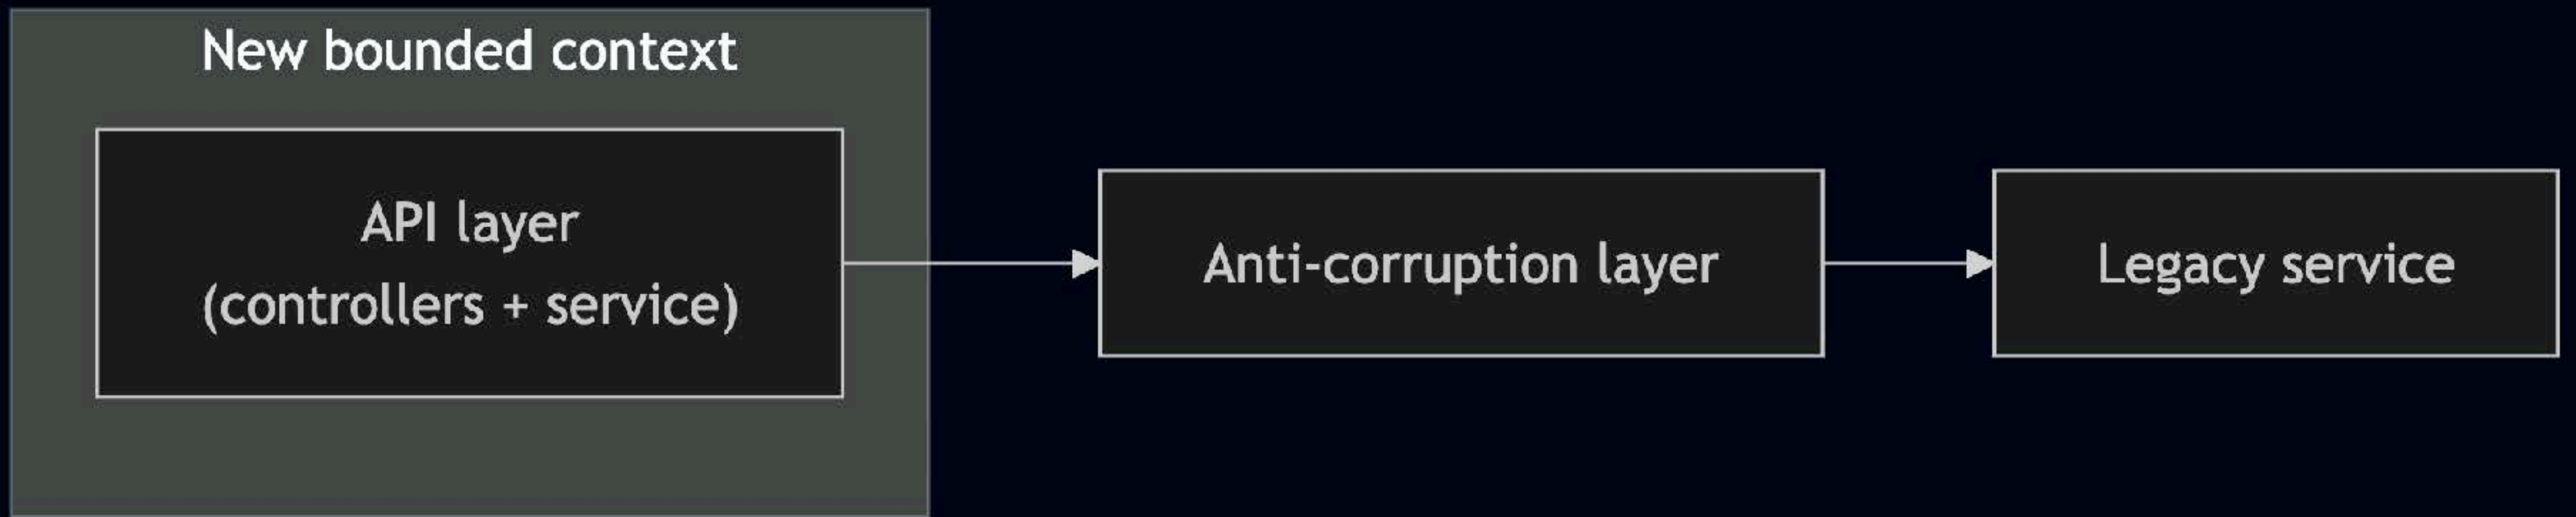 New bounded context
API layer
(controllers + service)
Anti-corruption layer
Legacy service